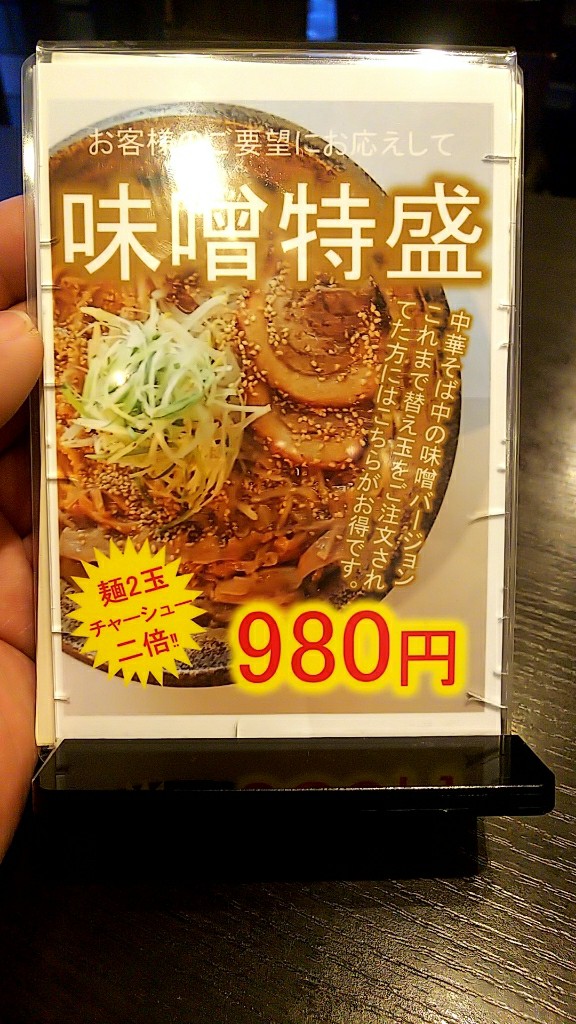 お客様のご要望にお応えして
味噌特盛
中華そば中の味噌バージョン
これまで替え玉をご注文され
てた方にはこちらがお得です。
麺2玉
チャーシュー
二倍!!
980円